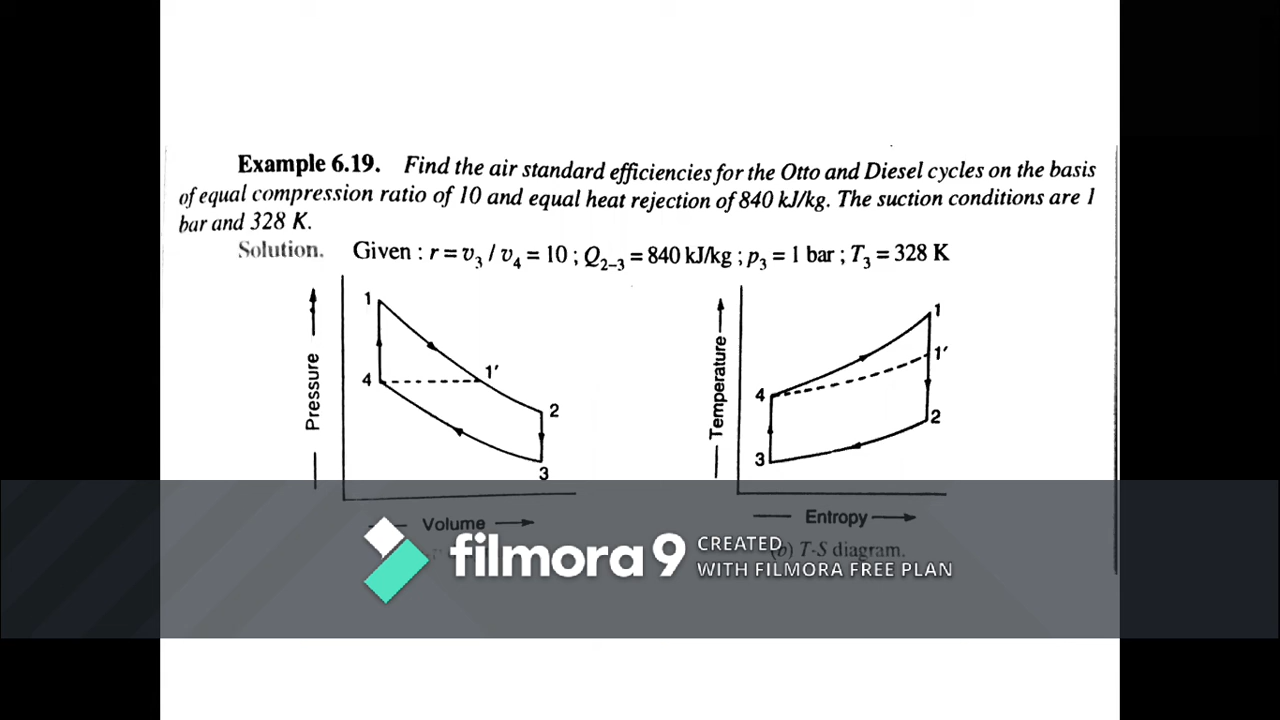 Example 6.19. Find the air standard efficiencies for the Otto and Diesel cycles on the basis
of equal compression ratio of 10 and equal heat rejection of 840 kJ/kg. The suction conditions are 1
bar and 328 K.
Solution. Given : r = v3 / v4 = 10 ; Q2–3 = 840 kJ/kg ; p3 = 1 bar ; T3 = 328 K
Pressure
1
4
1′
2
3
Volume
Temperature
1
1′
4
2
3
Entropy
(b) T-S diagram.
filmora 9
CREATED
WITH FILMORA FREE PLAN